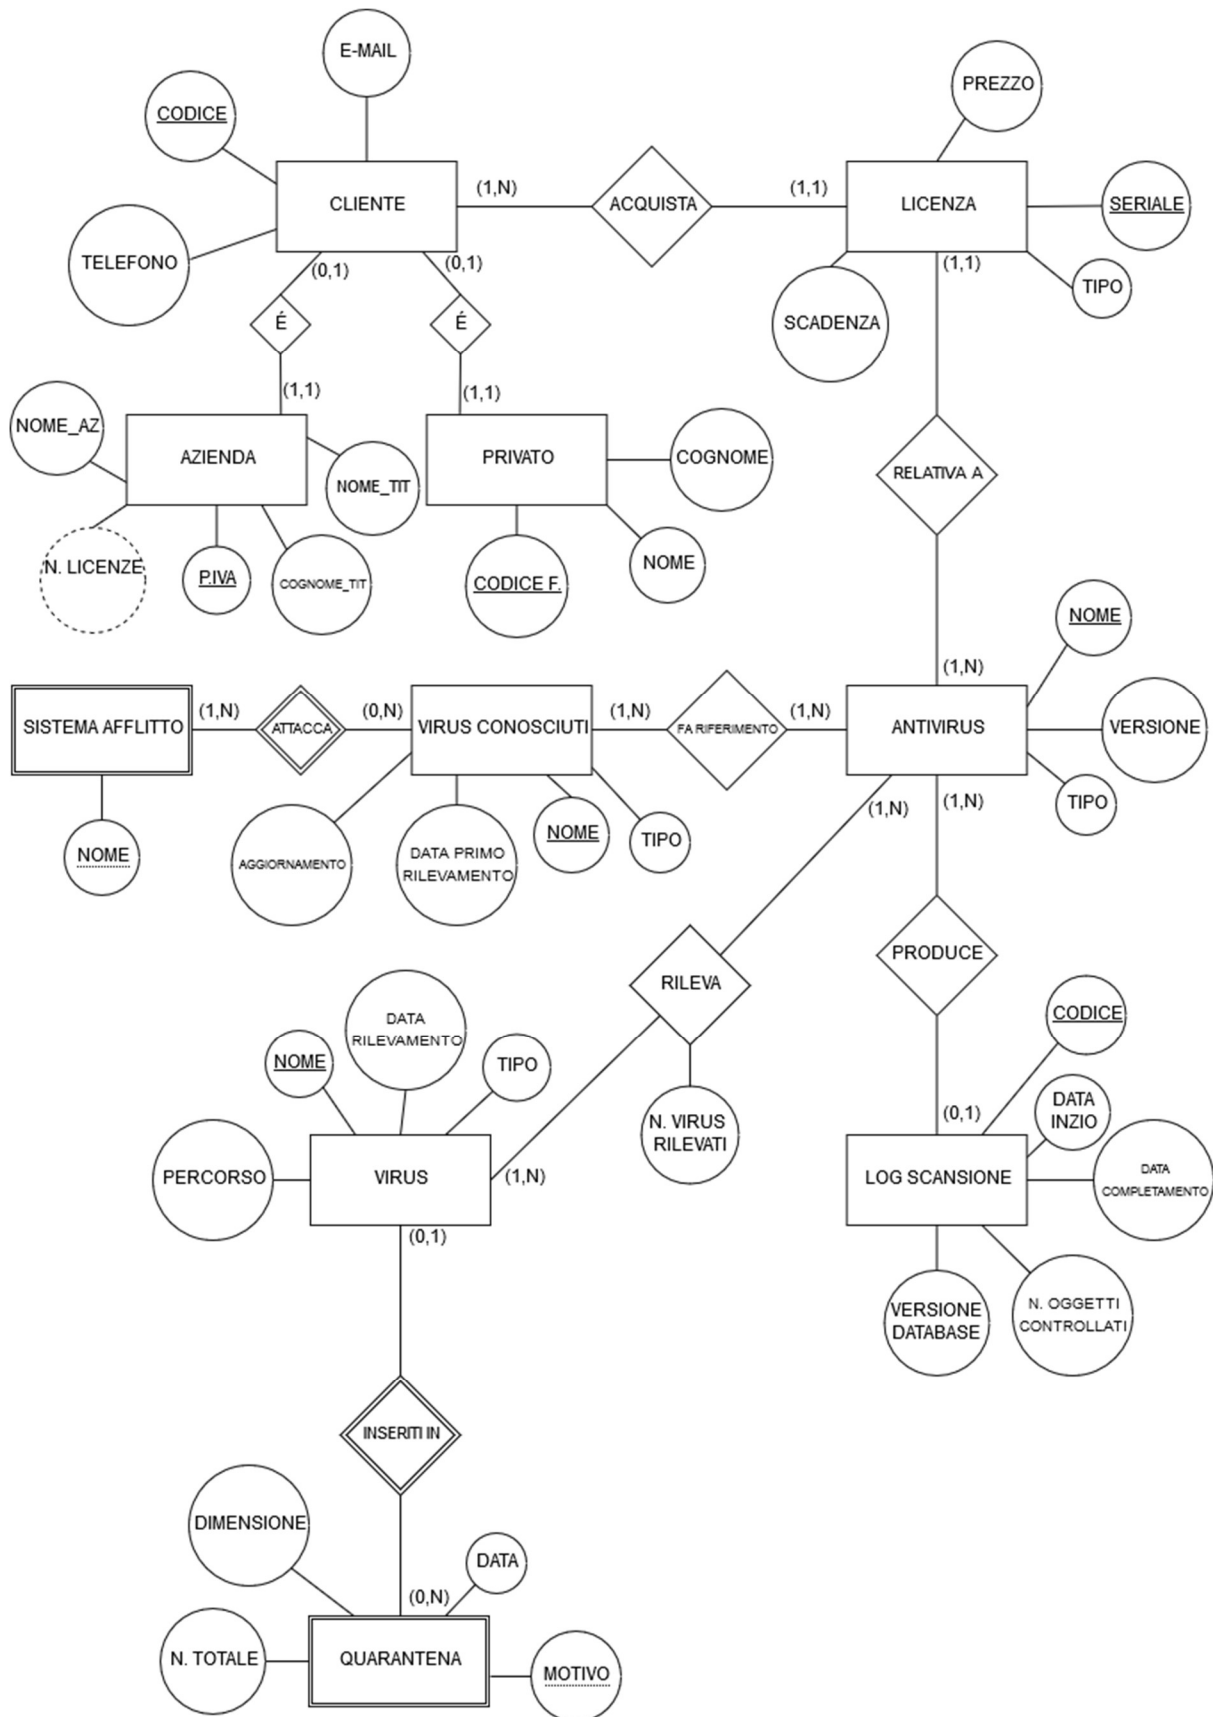 E-MAIL
PREZZO
CODICE
(1,N)
(1,1)
CLIENTE
ACQUISTA
LICENZA
SERIALE
TELEFONO
(0,1)
(0,1)
(1,1)
TIPO
SCADENZA
É
É
(1,1)
(1,1)
NOME_AZ
AZIENDA
PRIVATO
COGNOME
NOME_TIT
RELATIVA A
N. LICENZE
P.IVA
COGNOME_TIT
CODICE F.
NOME
NOME
(1,N)
SISTEMA AFFLITTO
(1,N)
ATTACCA
(0,N)
VIRUS CONOSCIUTI
(1,N)
FA RIFERIMENTO
(1,N)
ANTIVIRUS
VERSIONE
(1,N)
(1,N)
TIPO
NOME
AGGIORNAMENTO
DATA PRIMO
RILEVAMENTO
NOME
TIPO
PRODUCE
RILEVA
DATA
RILEVAMENTO
CODICE
NOME
TIPO
N. VIRUS
RILEVATI
(0,1)
DATA
INZIO
PERCORSO
VIRUS
(1,N)
LOG SCANSIONE
DATA
COMPLETAMENTO
(0,1)
VERSIONE
DATABASE
N. OGGETTI
CONTROLLATI
INSERITI IN
DIMENSIONE
DATA
(0,N)
N. TOTALE
QUARANTENA
MOTIVO